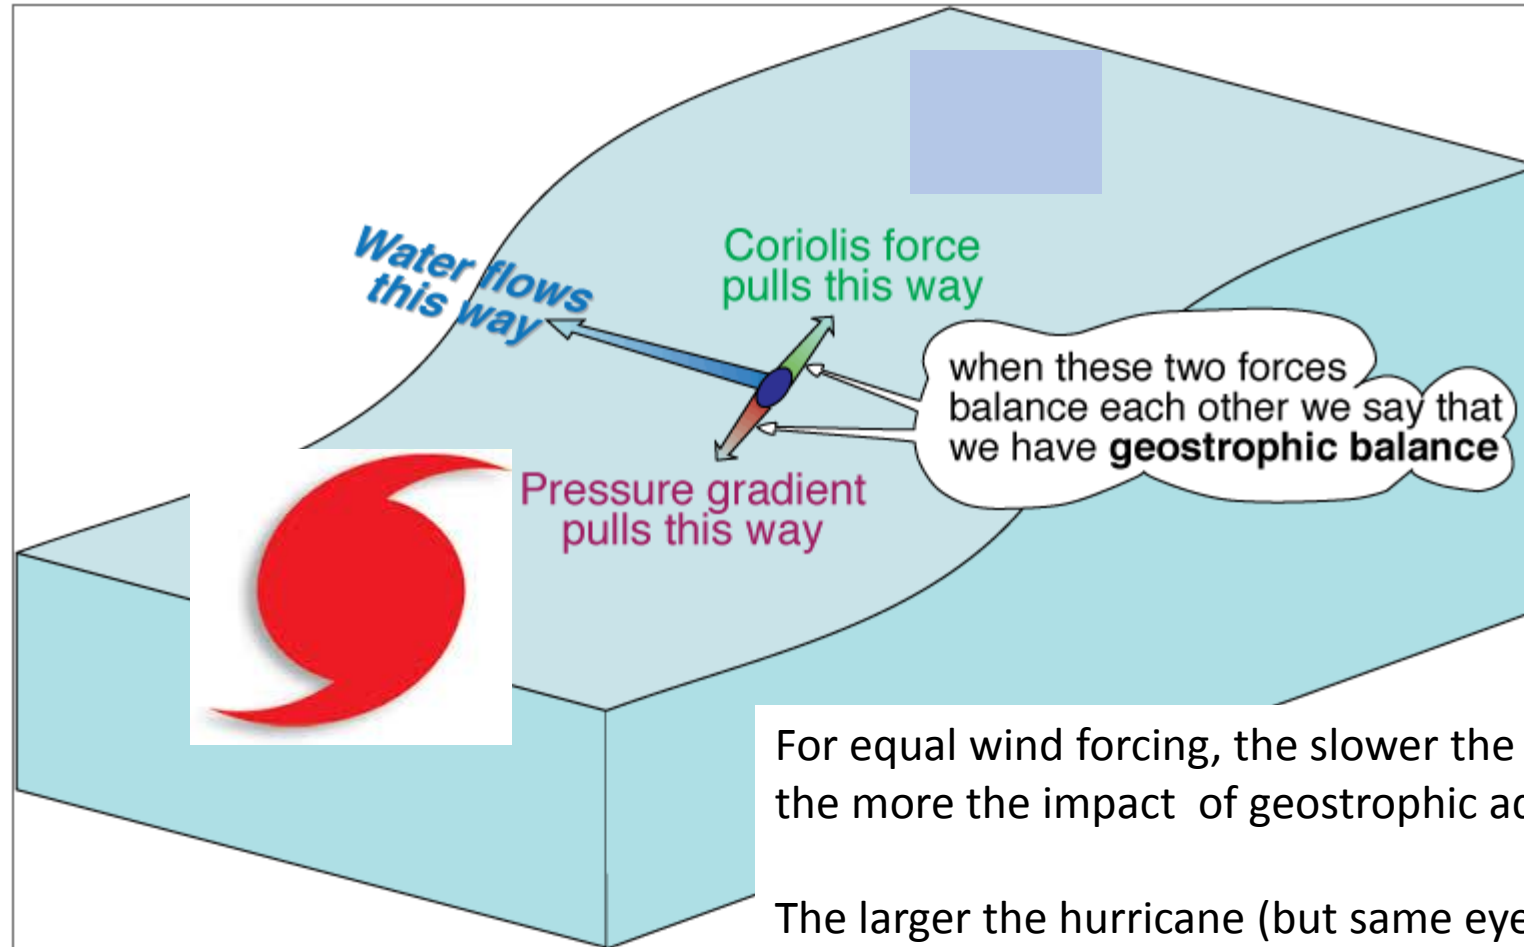 Water flows
this way
Coriolis force
pulls this way
when these two forces
balance each other we say that
we have geostrophic balance
Pressure gradient
pulls this way
For equal wind forcing, the slower the
the more the impact of geostrophic
The larger the hurricane (but same eye